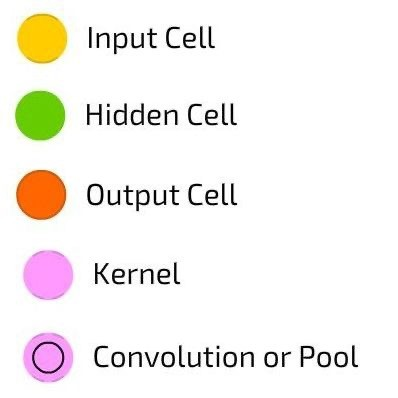 Input Cell
Hidden Cell
Output Cell
Kernel
Convolution or Pool